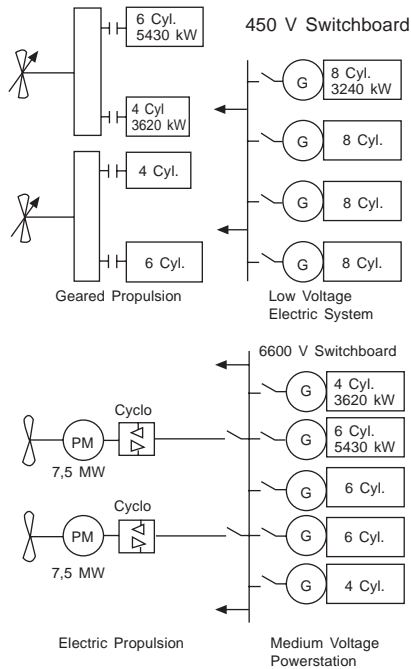 6 Cyl.
5430 kW
450 V Switchboard
G
8 Cyl.
3240 kW
4 Cyl
3620 kW
G
8 Cyl.
4 Cyl.
G
8 Cyl.
6 Cyl.
G
8 Cyl.
Geared Propulsion
Low Voltage
Electric System
6600 V Switchboard
G
4 Cyl.
3620 kW
Cyclo
PM
7,5 MW
G
6 Cyl.
5430 kW
G
6 Cyl.
Cyclo
PM
7,5 MW
G
6 Cyl.
G
4 Cyl.
Electric Propulsion
Medium Voltage
Powerstation